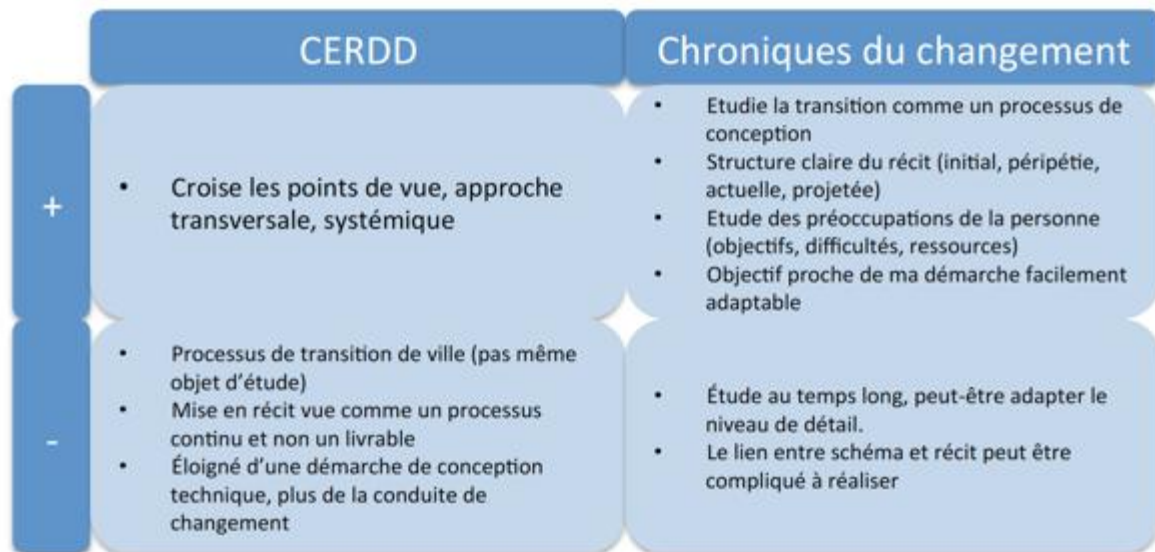 CERDD
Chroniques du changement
+
• Croise les points de vue, approche
transversale, systémique
• Etudie la transition comme un processus de
conception
• Structure claire du récit (initial, péripétie,
actuelle, projetée)
• Etude des préoccupations de la personne
(objectifs, difficultés, ressources)
• Objectif proche de ma démarche facilement
adaptable
-
• Processus de transition de ville (pas même
objet d'étude)
• Mise en récit vue comme un processus
continu et non un livrable
• Éloigné d'une démarche de conception
technique, plus de la conduite de
changement
• Étude au temps long, peut-être adapter le
niveau de détail.
• Le lien entre schéma et récit peut être
compliqué à réaliser